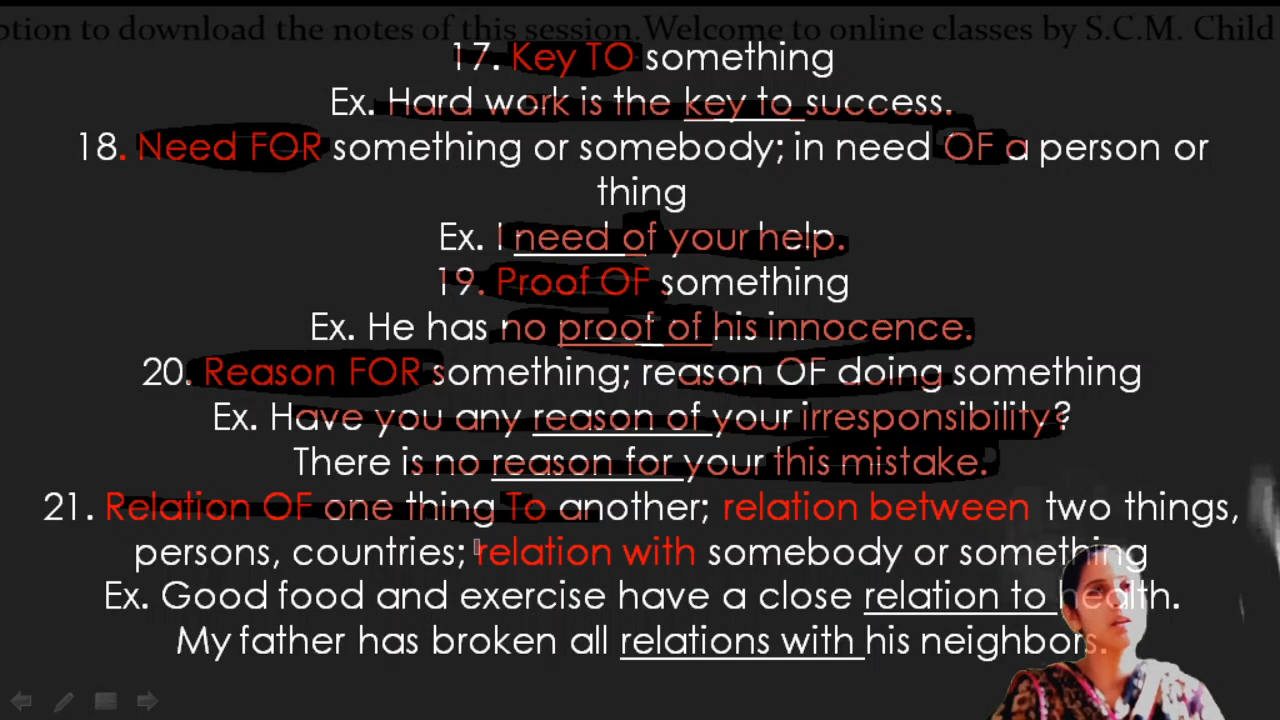 ption to download the notes of this session.Welcome to online classes by S.C.M. Child
17. Key TO something
Ex. Hard work is the key to success.
18. Need FOR something or somebody; in need OF a person or
thing
Ex. I need of your help.
19. Proof OF something
Ex. He has no proof of his innocence.
20. Reason FOR something; reason OF doing something
Ex. Have you any reason of your irresponsibility?
There is no reason for your this mistake.
21. Relation OF one thing To another; relation between two things,
persons, countries; relation with somebody or something
Ex. Good food and exercise have a close relation to health.
My father has broken all relations with his neighbors.